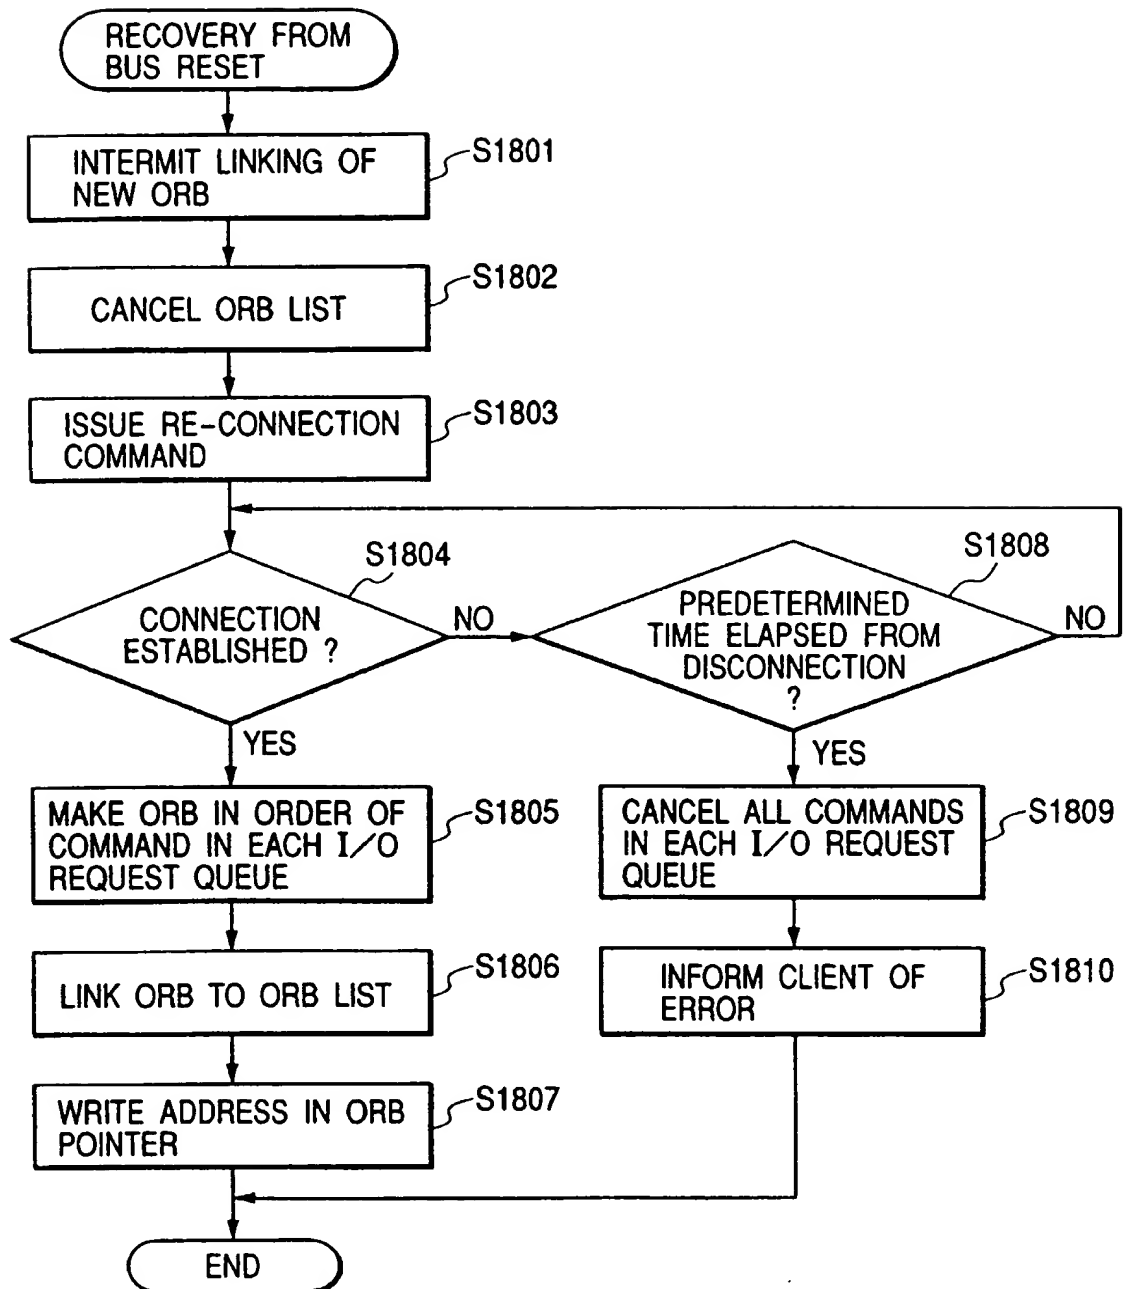 RECOVERY FROM
BUS RESET
INTERMIT LINKING OF
NEW ORB
S1801
CANCEL ORB LIST
S1802
ISSUE RE-CONNECTION
COMMAND
S1803
CONNECTION
ESTABLISHED ?
S1804
NO
YES
PREDETERMINED
TIME ELAPSED FROM
DISCONNECTION
?
S1808
NO
YES
MAKE ORB IN ORDER OF
COMMAND IN EACH I/O
REQUEST QUEUE
S1805
CANCEL ALL COMMANDS
IN EACH I/O REQUEST
QUEUE
S1809
LINK ORB TO ORB LIST
S1806
INFORM CLIENT OF
ERROR
S1810
WRITE ADDRESS IN ORB
POINTER
S1807
END